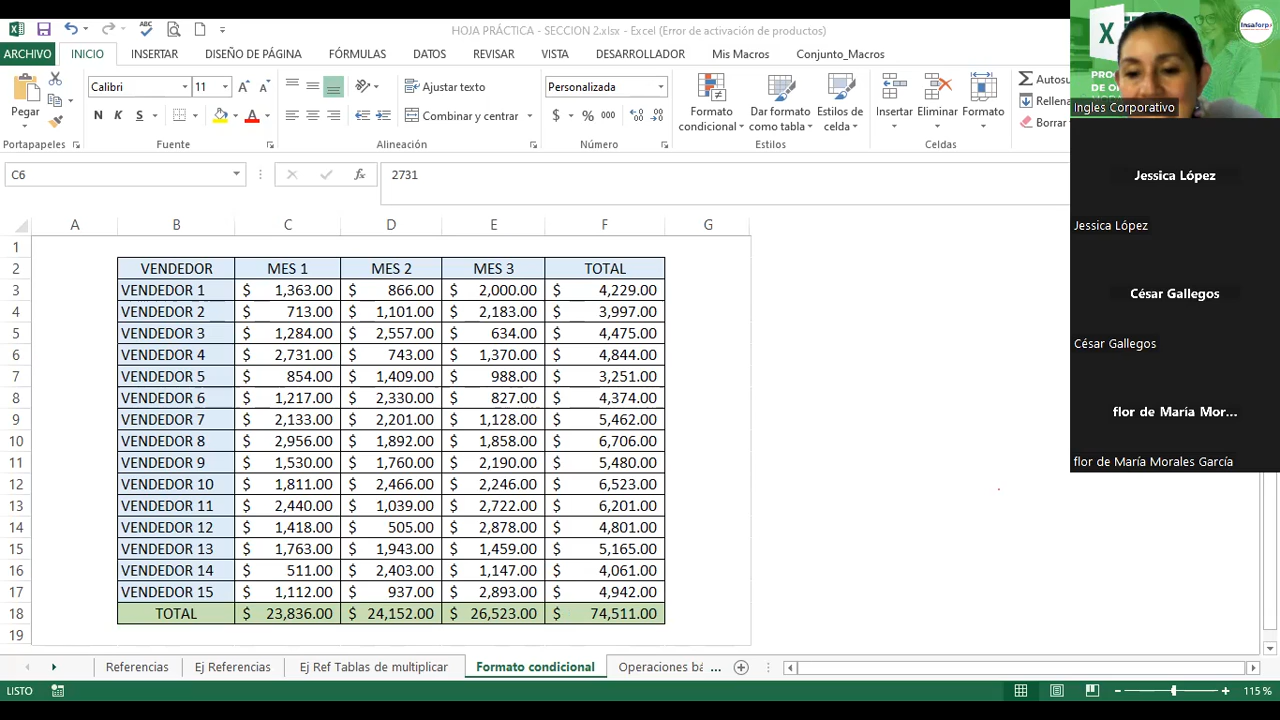 HOJA PRÁCTICA - SECCION 2.xlsx - Excel (Error de activación de productos)
ARCHIVO INICIO INSERTAR DISEÑO DE PÁGINA FÓRMULAS DATOS REVISAR VISTA DESARROLLADOR Mis Macros Conjunto_Macros
Pegar
Calibri 11
N K S
Ajustar texto
Combinar y centrar
Personalizada
$ % 000
Formato condicional
Dar formato como tabla
Estilos de celda
Insertar Eliminar Formato
Autosu
Rellena
Borrar
Portapapeles Fuente Alineación Número Estilos Celdas
C6 fx 2731
A B C D E F G
1
2 VENDEDOR MES 1 MES 2 MES 3 TOTAL
3 VENDEDOR 1 $ 1,363.00 $ 866.00 $ 2,000.00 $ 4,229.00
4 VENDEDOR 2 $ 713.00 $ 1,101.00 $ 2,183.00 $ 3,997.00
5 VENDEDOR 3 $ 1,284.00 $ 2,557.00 $ 634.00 $ 4,475.00
6 VENDEDOR 4 $ 2,731.00 $ 743.00 $ 1,370.00 $ 4,844.00
7 VENDEDOR 5 $ 854.00 $ 1,409.00 $ 988.00 $ 3,251.00
8 VENDEDOR 6 $ 1,217.00 $ 2,330.00 $ 827.00 $ 4,374.00
9 VENDEDOR 7 $ 2,133.00 $ 2,201.00 $ 1,128.00 $ 5,462.00
10 VENDEDOR 8 $ 2,956.00 $ 1,892.00 $ 1,858.00 $ 6,706.00
11 VENDEDOR 9 $ 1,530.00 $ 1,760.00 $ 2,190.00 $ 5,480.00
12 VENDEDOR 10 $ 1,811.00 $ 2,466.00 $ 2,246.00 $ 6,523.00
13 VENDEDOR 11 $ 2,440.00 $ 1,039.00 $ 2,722.00 $ 6,201.00
14 VENDEDOR 12 $ 1,418.00 $ 505.00 $ 2,878.00 $ 4,801.00
15 VENDEDOR 13 $ 1,763.00 $ 1,943.00 $ 1,459.00 $ 5,165.00
16 VENDEDOR 14 $ 511.00 $ 2,403.00 $ 1,147.00 $ 4,061.00
17 VENDEDOR 15 $ 1,112.00 $ 937.00 $ 2,893.00 $ 4,942.00
18 TOTAL $ 23,836.00 $ 24,152.00 $ 26,523.00 $ 74,511.00
19
Referencias Ej Referencias Ej Ref Tablas de multiplicar Formato condicional Operaciones bá ...
LISTO 115 %
Insaforp
Ingles Corporativo
Jessica López
Jessica López
César Gallegos
César Gallegos
flor de María Mor...
flor de María Morales García